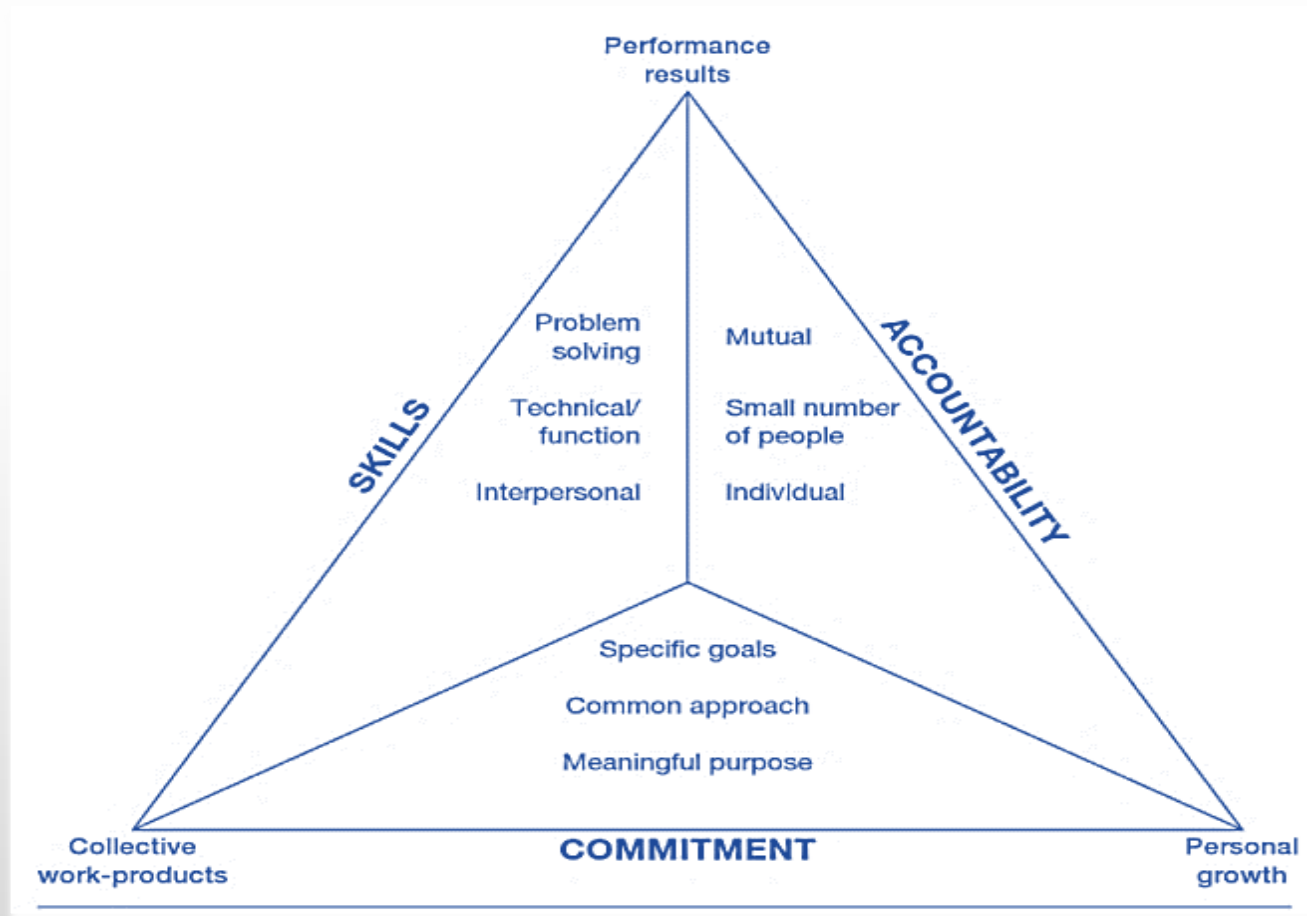 Performance
results
Problem
solving
Technical/
function
Interpersonal
SKILLS
Mutual
Small number
of people
Individual
ACCOUNTABILITY
Specific goals
Common approach
Meaningful purpose
Collective
work-products
COMMITMENT
Personal
growth